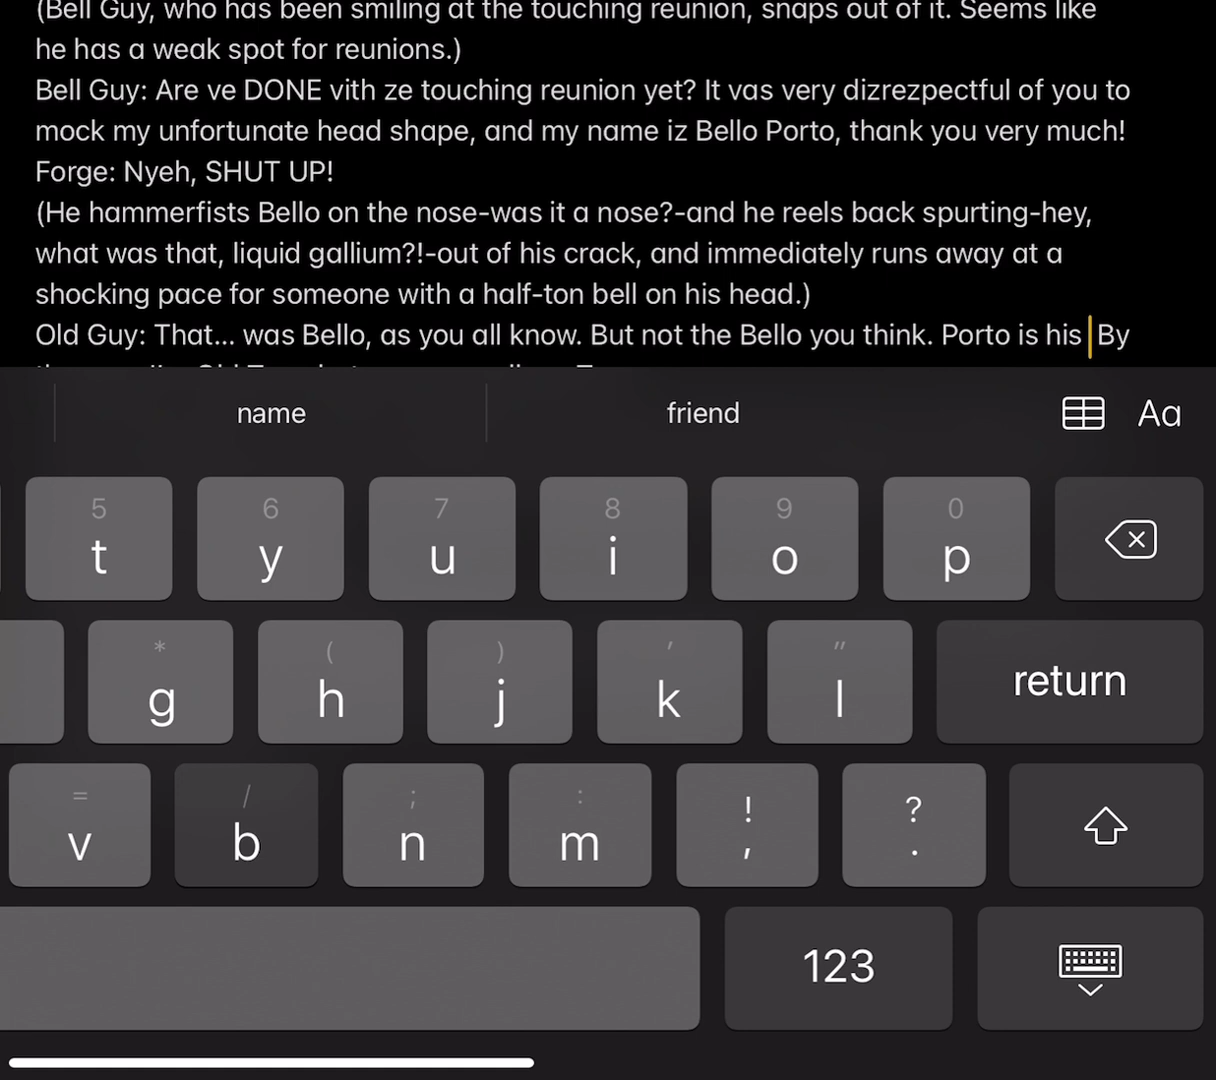 (Bell Guy, who has been smiling at the touching reunion, snaps out of it. Seems like
he has a weak spot for reunions.)
Bell Guy: Are ve DONE vith ze touching reunion yet? It vas very dizrezpectful of you to
mock my unfortunate head shape, and my name iz Bello Porto, thank you very much!
Forge: Nyeh, SHUT UP!
(He hammerfists Bello on the nose-was it a nose?-and he reels back spurting-hey,
what was that, liquid gallium?!-out of his crack, and immediately runs away at a
shocking pace for someone with a half-ton bell on his head.)
Old Guy: That... was Bello, as you all know. But not the Bello you think. Porto is his By
name friend Aa
5 6 7 8 9 0
t y u i o p
* ( ) ' "
g h j k l return
= / ; : ! ?
v b n m , .
123